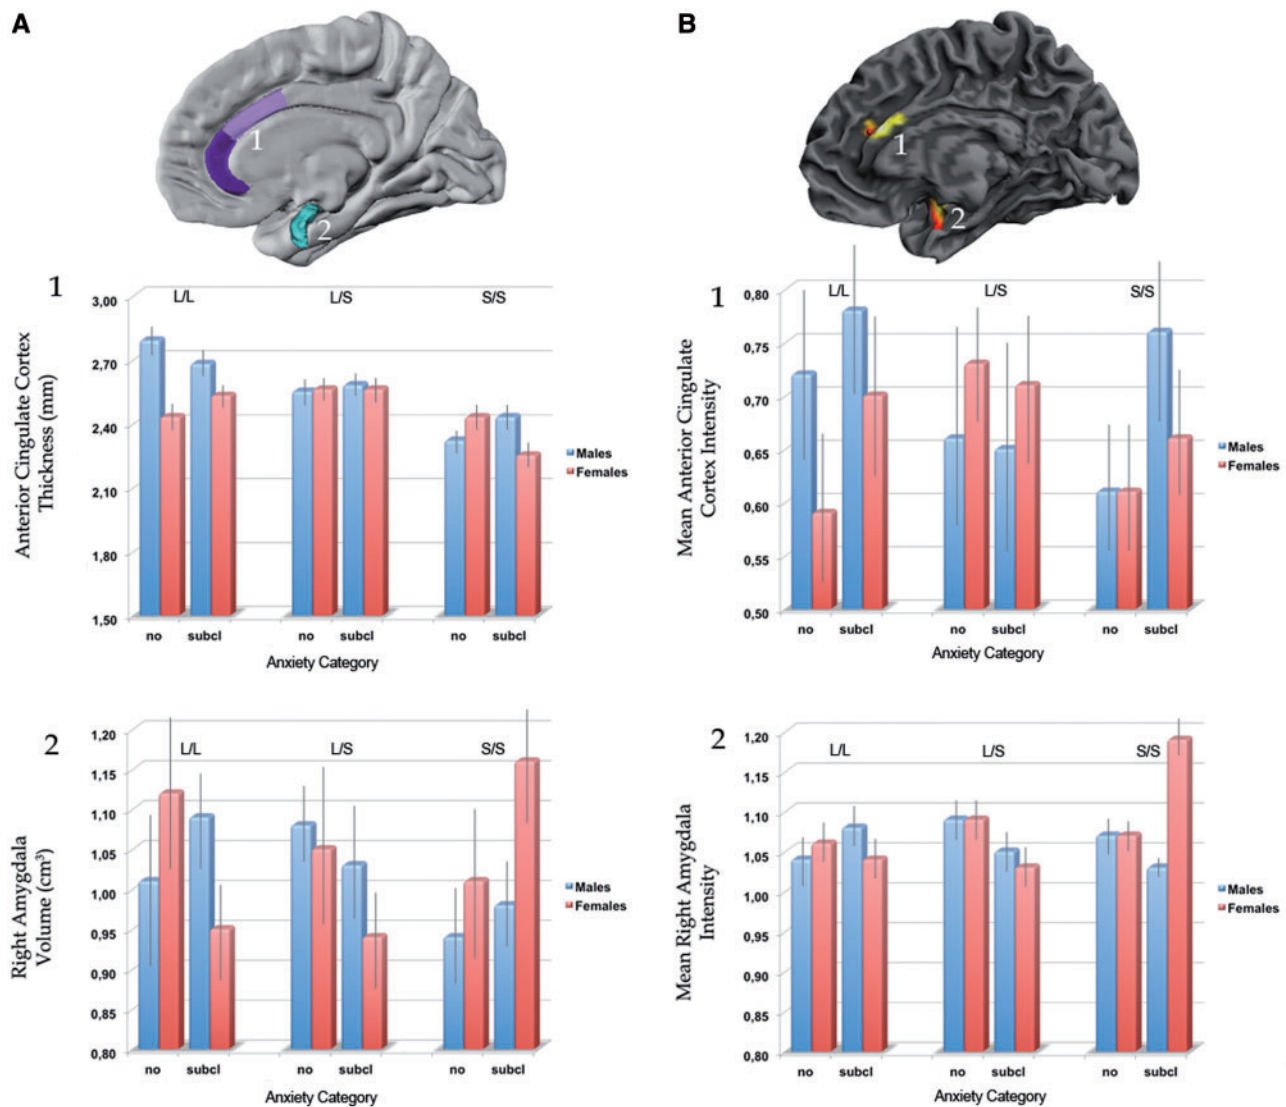 A
1
2
1
Anterior Cingulate Cortex
Thickness (mm)
3,00
2,70
2,40
2,10
1,80
1,50
L/L L/S S/S
Males
Females
no subcl no subcl no subcl
Anxiety Category
2
Right Amygdala
Volume (cm³)
1,20
1,15
1,10
1,05
1,00
0,95
0,90
0,85
0,80
L/L L/S S/S
Males
Females
no subcl no subcl no subcl
Anxiety Category
B
1
2
1
Mean Anterior Cingulate
Cortex Intensity
0,80
0,75
0,70
0,65
0,60
0,55
0,50
L/L L/S S/S
Males
Females
no subcl no subcl no subcl
Anxiety Category
2
Mean Right Amygdala
Intensity
1,20
1,15
1,10
1,05
1,00
0,95
0,90
0,85
0,80
L/L L/S S/S
Males
Females
no subcl no subcl no subcl
Anxiety Category